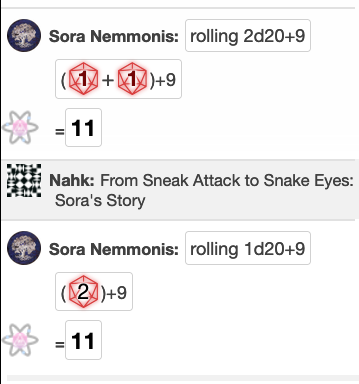 Sora Nemmonis: rolling 2d20+9
(1+1)+9
=11
Nahk: From Sneak Attack to Snake Eyes:
Sora's Story
Sora Nemmonis: rolling 1d20+9
(2)+9
=11